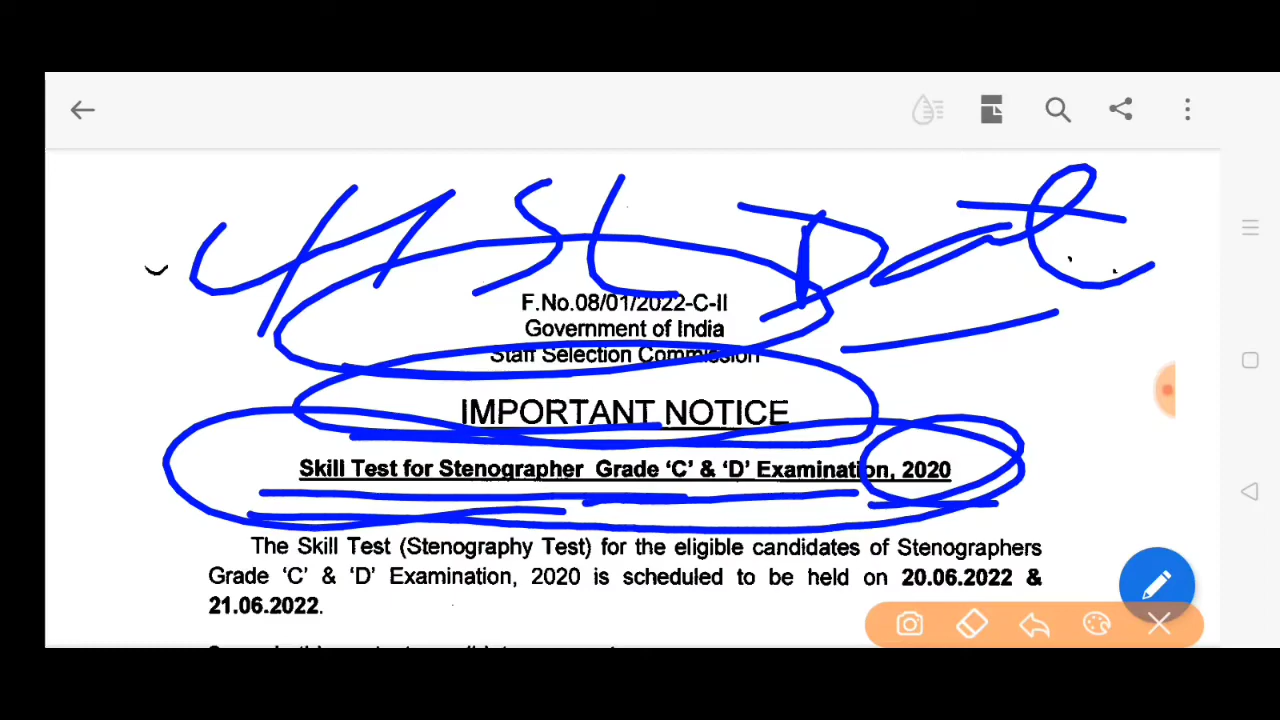 F.No.08/01/2022-C-II
Government of India
Staff Selection Commission
IMPORTANT NOTICE
Skill Test for Stenographer Grade ‘C’ & ‘D’ Examination, 2020
The Skill Test (Stenography Test) for the eligible candidates of Stenographers
Grade ‘C’ & ‘D’ Examination, 2020 is scheduled to be held on 20.06.2022 &
21.06.2022.